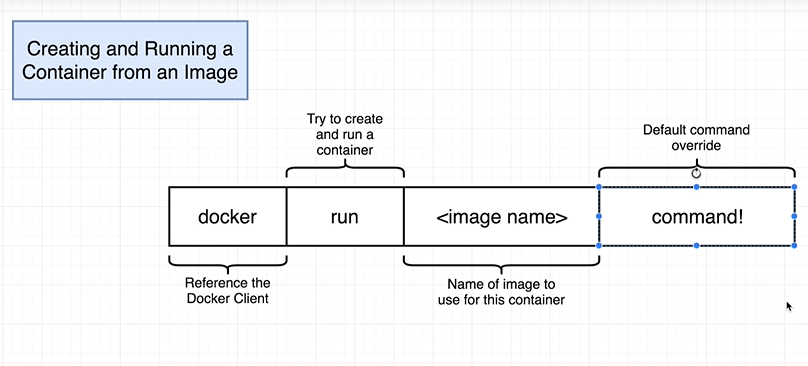 Creating and Running a
Container from an Image
Try to create
and run a
container
Default command
override
docker
run
<image name>
command!
Reference the
Docker Client
Name of image to
use for this container